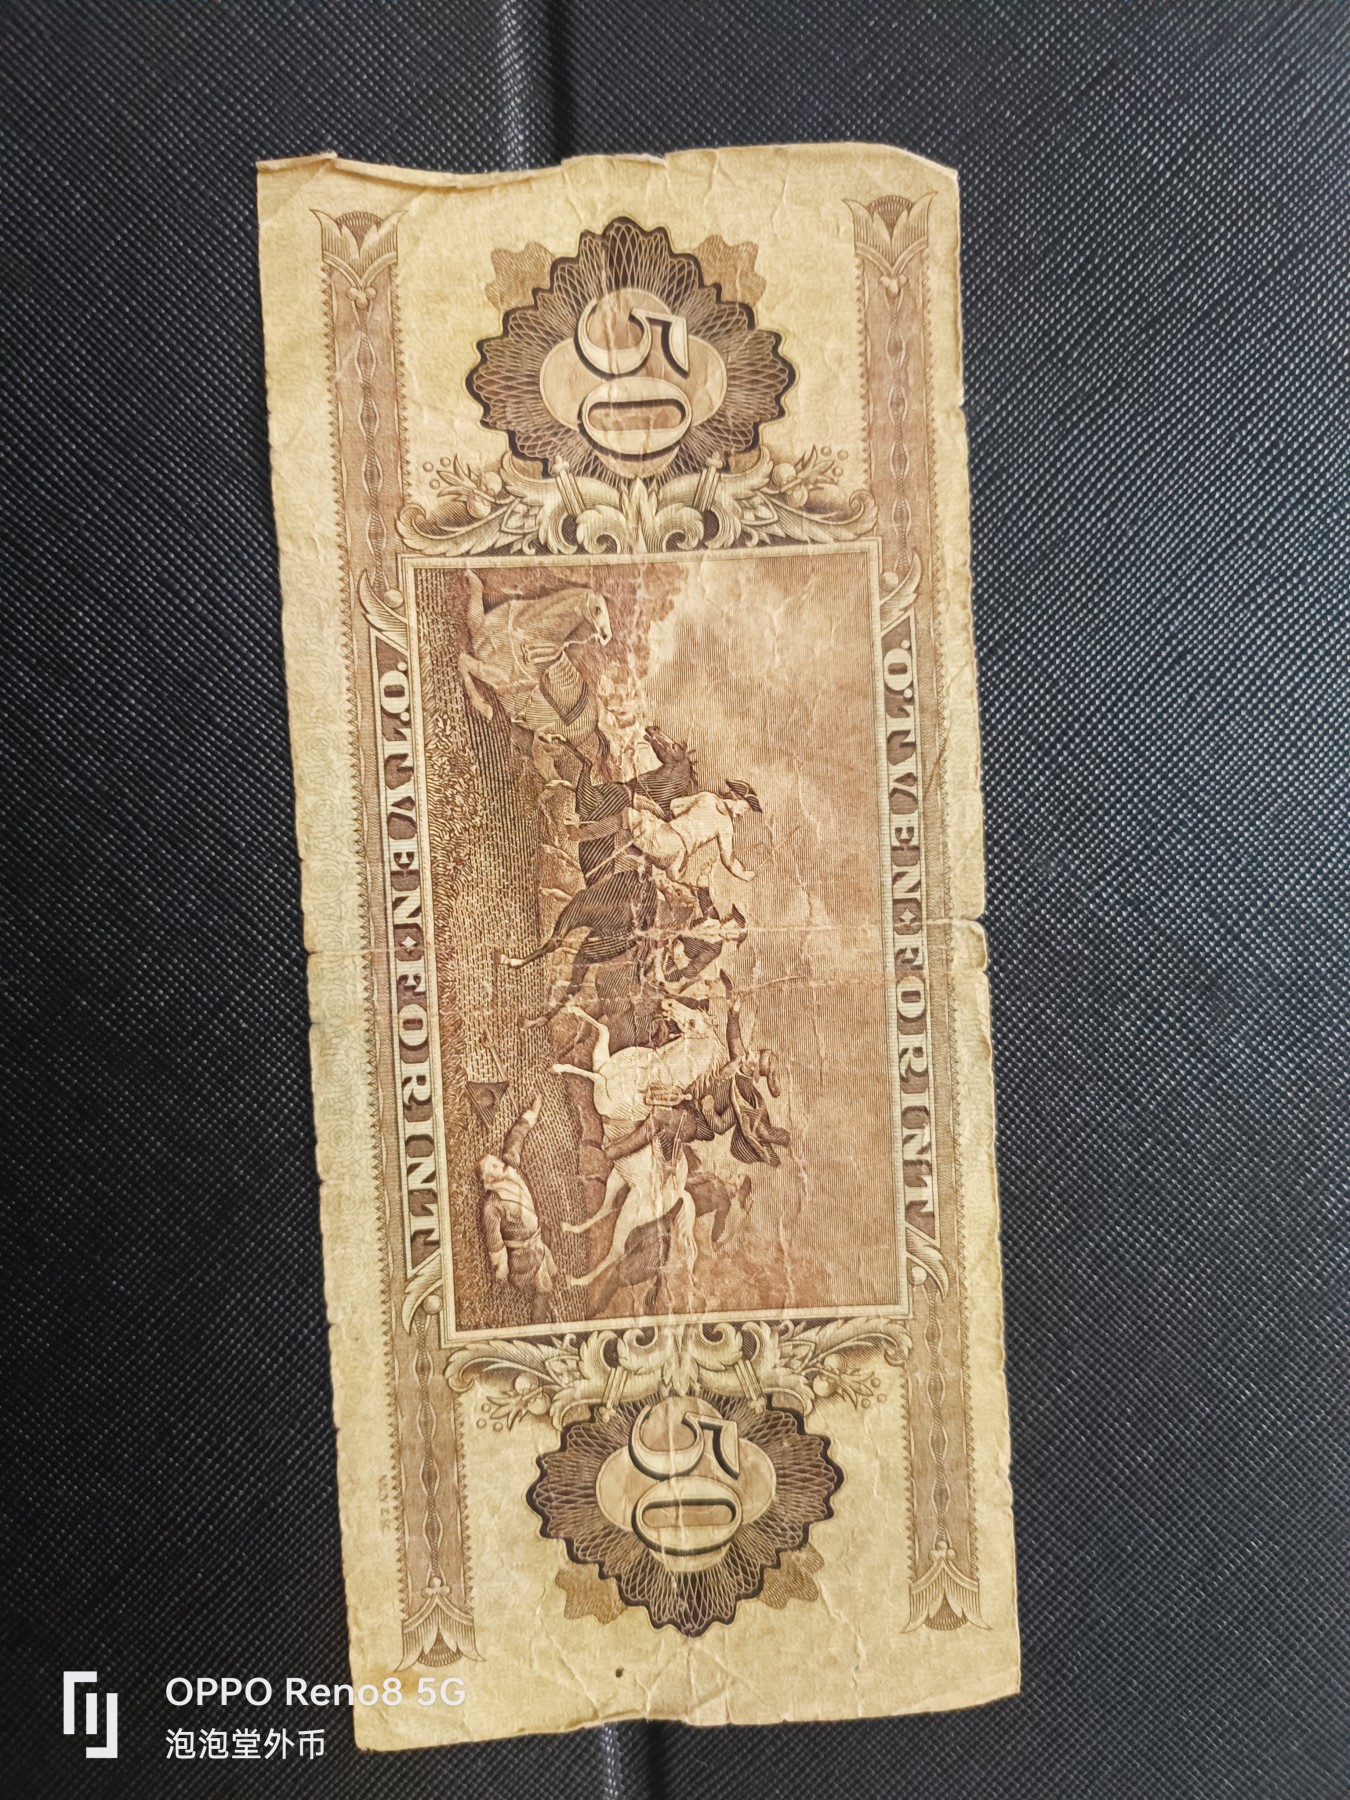 50
ÖTVEN FORINT
ÖTVEN FORINT
50
OPPO Reno8 5G
泡泡堂外币